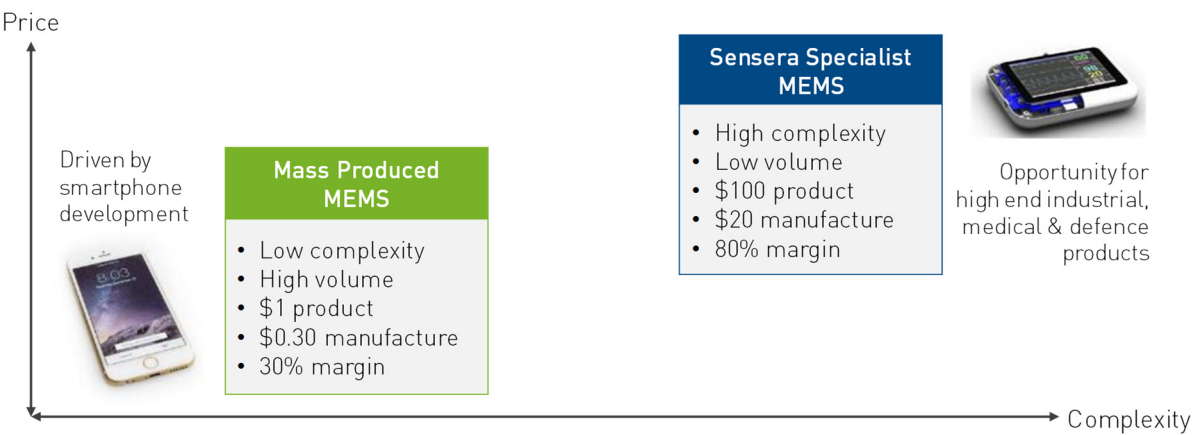 Price
Sensera Specialist
MEMS
• High complexity
• Low volume
• $100 product
• $20 manufacture
• 80% margin
Opportunity for
high end industrial,
medical & defence
products
Driven by
smartphone
development
8:03
Mass Produced
MEMS
• Low complexity
• High volume
• $1 product
• $0.30 manufacture
• 30% margin
Complexity